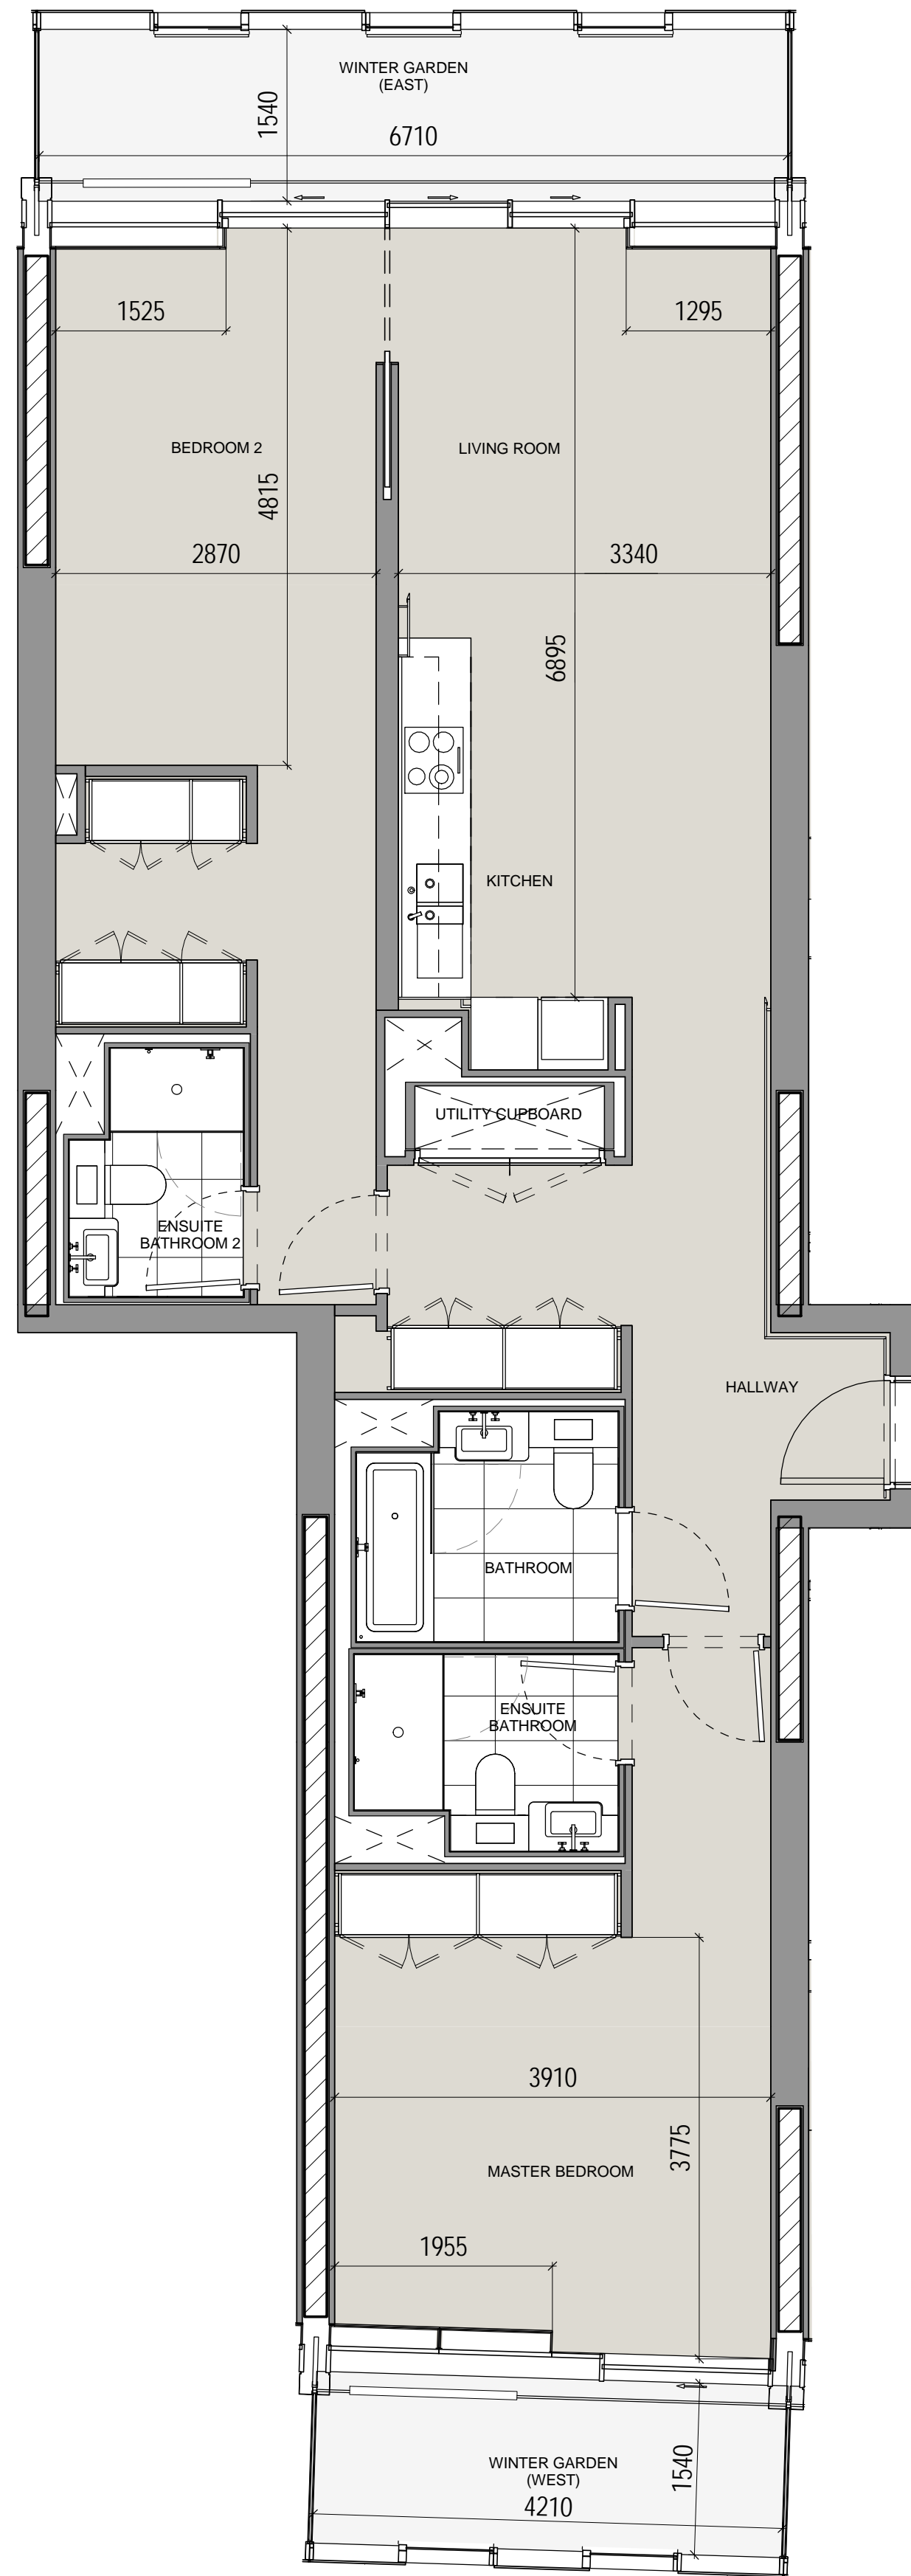 WINTER GARDEN
(EAST)
1540
6710
1525
1295
BEDROOM 2
LIVING ROOM
4815
2870
3340
6895
KITCHEN
UTILITY CUPBOARD
ENSUITE
BATHROOM 2
HALLWAY
BATHROOM
ENSUITE
BATHROOM
3910
3775
MASTER BEDROOM
1955
WINTER GARDEN
(WEST)
1540
4210